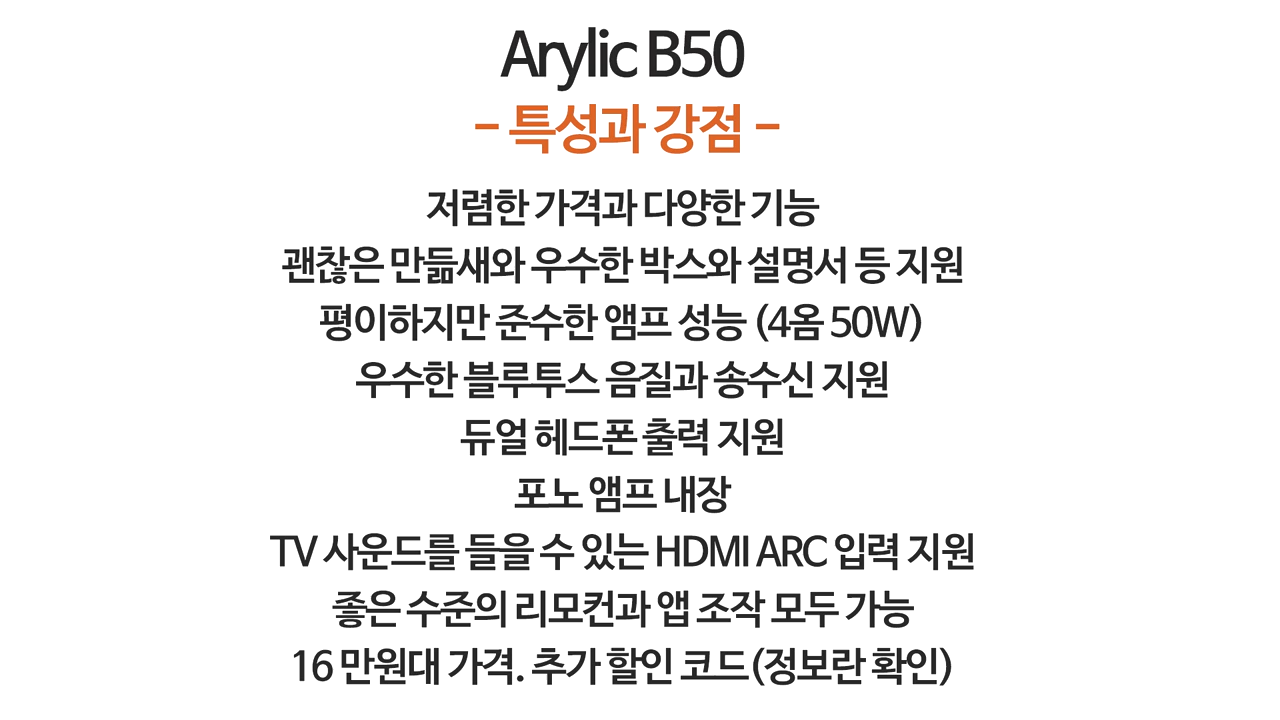 Arylic B50
- 특성과 강점 -
저렴한 가격과 다양한 기능
괜찮은 만듦새와 우수한 박스와 설명서 등 지원
평이하지만 준수한 앰프 성능 (4옴 50W)
우수한 블루투스 음질과 송수신 지원
듀얼 헤드폰 출력 지원
포노 앰프 내장
TV 사운드를 들을 수 있는 HDMI ARC 입력 지원
좋은 수준의 리모컨과 앱 조작 모두 가능
16 만원대 가격. 추가 할인 코드(정보란 확인)